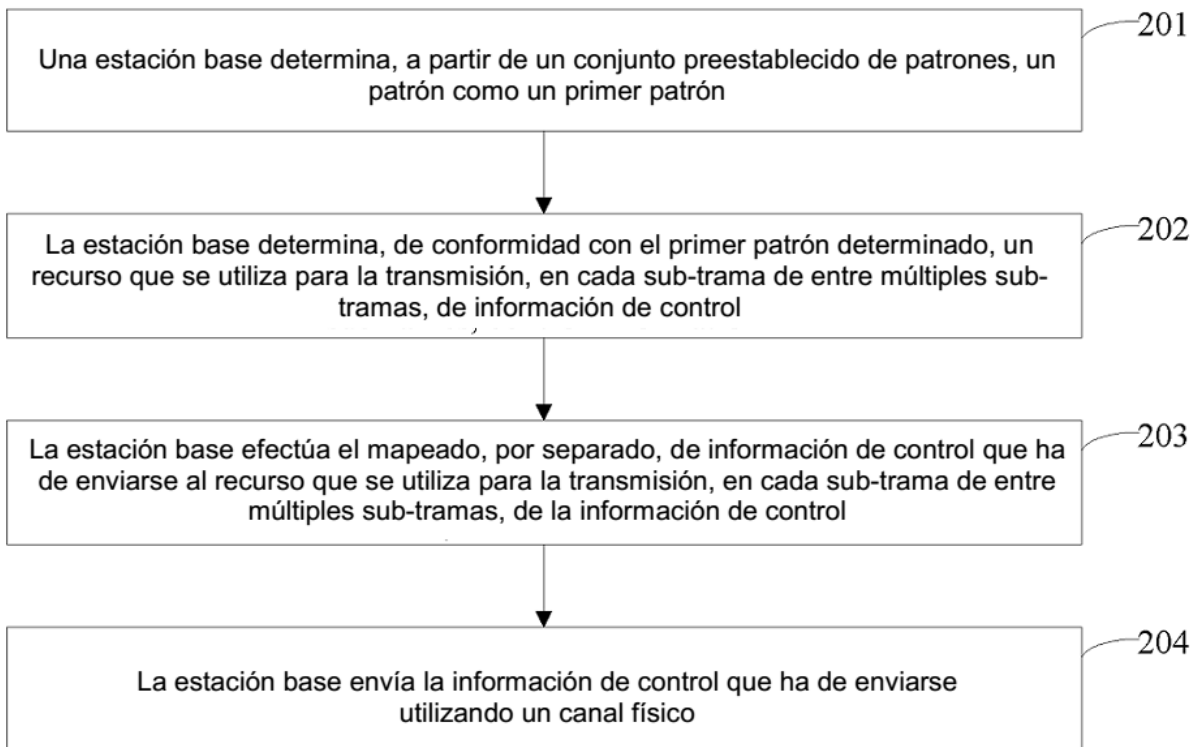 201
Una estación base determina, a partir de un conjunto preestablecido de patrones, un
patrón como un primer patrón
202
La estación base determina, de conformidad con el primer patrón determinado, un
recurso que se utiliza para la transmisión, en cada sub-trama de entre múltiples sub-
tramas, de información de control
203
La estación base efectúa el mapeado, por separado, de información de control que ha
de enviarse al recurso que se utiliza para la transmisión, en cada sub-trama de entre
múltiples sub-tramas, de la información de control
204
La estación base envía la información de control que ha de enviarse
utilizando un canal físico